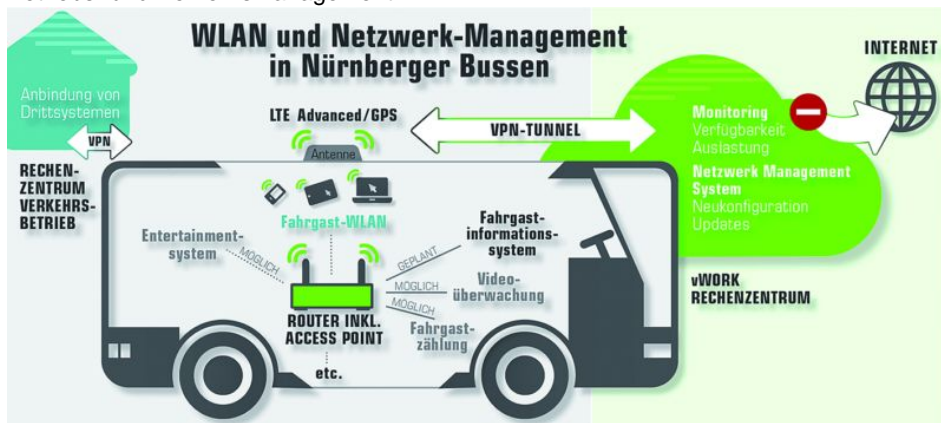 WLAN und Netzwerk-Management
in Nürnberger Bussen
INTERNET
Anbindung von
Drittsystemen
VPN
RECHEN-
ZENTRUM
VERKEHRS-
BETRIEB
LTE Advanced/GPS
Antenne
VPN-TUNNEL
Monitoring
Verfügbarkeit
Auslastung
Netzwerk Management
System
Neukonfiguration
Updates
Fahrgast-WLAN
Entertainment-
system
MÖGLICH
GEPLANT
Fahrgast-
informations-
system
MÖGLICH
Video-
überwachung
MÖGLICH
Fahrgast-
zählung
ROUTER INKL.
ACCESS POINT
etc.
vWORK
RECHENZENTRUM